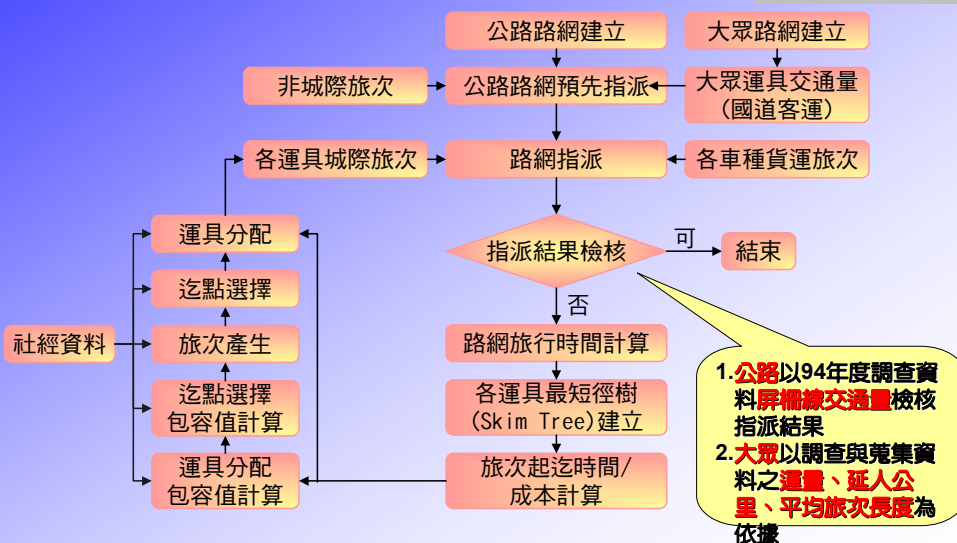 公路路網建立
大眾路網建立
非城際旅次
公路路網預先指派
大眾運具交通量
(國道客運)
各運具城際旅次
路網指派
各車種貨運旅次
運具分配
指派結果檢核
可
結束
迄點選擇
否
社經資料
旅次產生
路網旅行時間計算
迄點選擇
包容值計算
各運具最短徑樹
(Skim Tree)建立
運具分配
包容值計算
旅次起迄時間/
成本計算
1.公路以94年度調查資
料屏柵線交通量檢核
指派結果
2.大眾以調查與蒐集資
料之運量、延人公
里、平均旅次長度為
依據